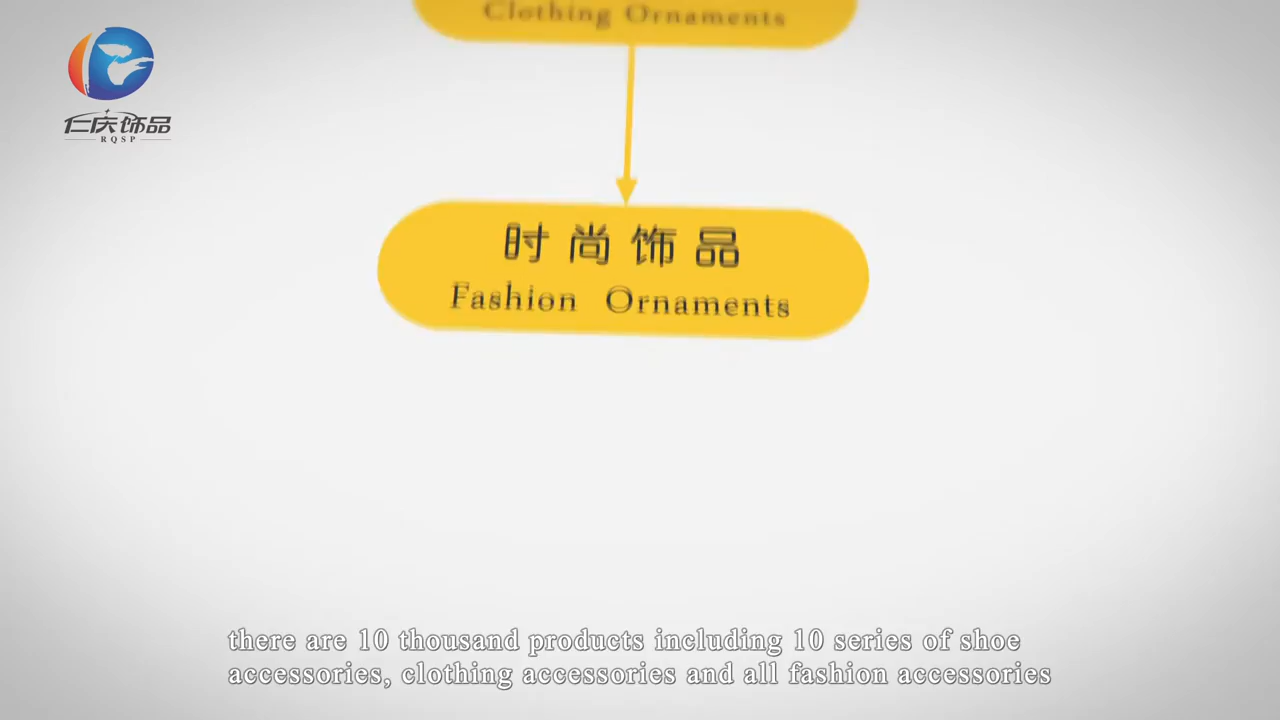 Clothing Ornaments
仁庆饰品
RQSP
时尚饰品
Fashion Ornaments
there are 10 thousand products including 10 series of shoe
accessories, clothing accessories and all fashion accessories